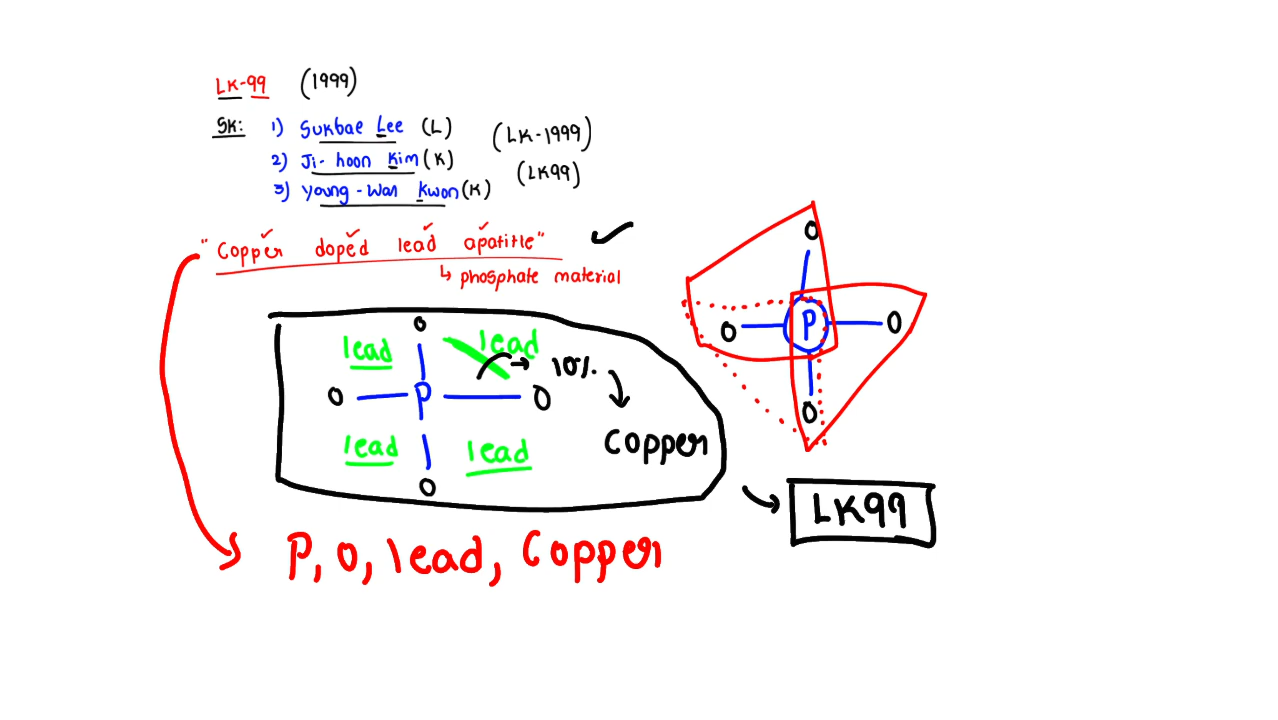 LK-99 (1999)
SK: 1) Sukbae Lee (L) (LK-1999)
2) Ji-hoon Kim (K) (LK99)
3) Young-Wan Kwon (K)
"Copper doped lead apatitle"
↳ phosphate material
O
lead O lead
O P O
10%
lead lead
O
Copper
O
O P O
O
LK99
P, O, lead, Copper